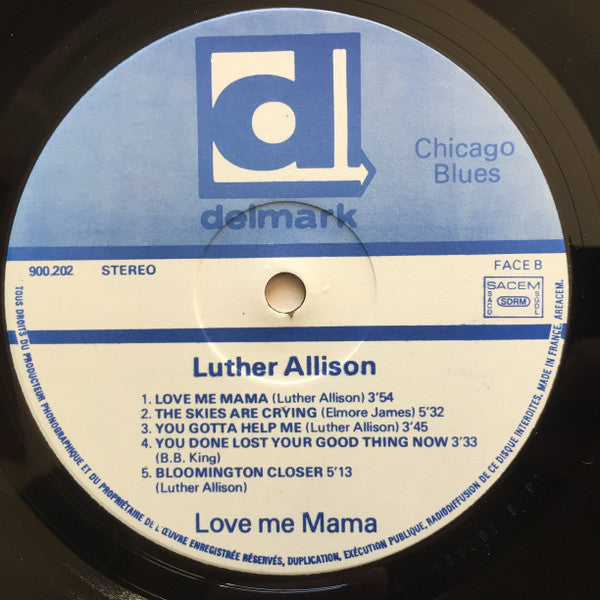 d
delmark
Chicago
Blues
900.202 STEREO
FACE B
SACEM
SACD SDRM SGDL
Luther Allison
1. LOVE ME MAMA (Luther Allison) 3'54
2. THE SKIES ARE CRYING (Elmore James) 5'32
3. YOU GOTTA HELP ME (Luther Allison) 3'45
4. YOU DONE LOST YOUR GOOD THING NOW 3'33
(B.B. King)
5. BLOOMINGTON CLOSER 5'13
(Luther Allison)
Love me Mama
TOUS DROITS DU PRODUCTEUR PHONOGRAPHIQUE ET DU PROPRIÉTAIRE DE L'ŒUVRE ENREGISTRÉE RÉSERVÉS, DUPLICATION, EXÉCUTION PUBLIQUE, RADIODIFFUSION DE CE DISQUE INTERDITES. MADE IN FRANCE. AREACEM.